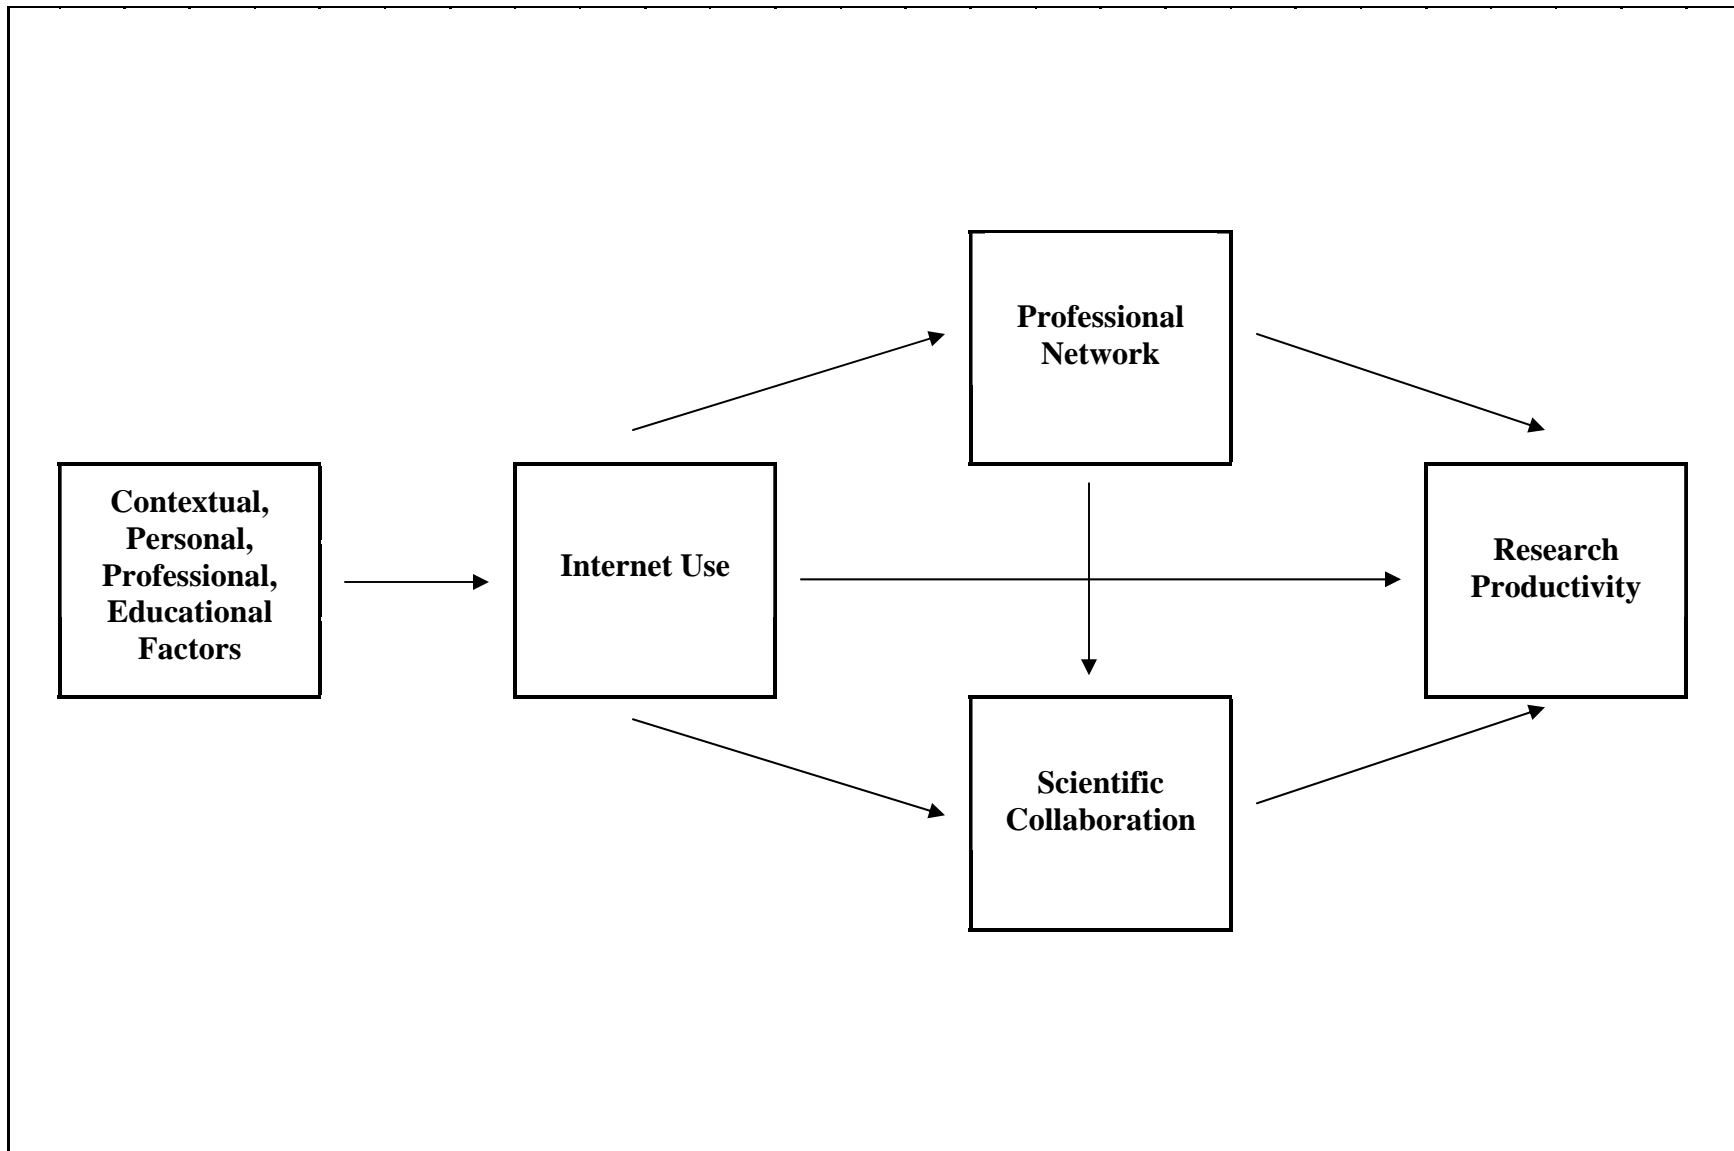 Professional
Network
Contextual,
Personal,
Professional,
Educational
Factors
Internet Use
Research
Productivity
Scientific
Collaboration